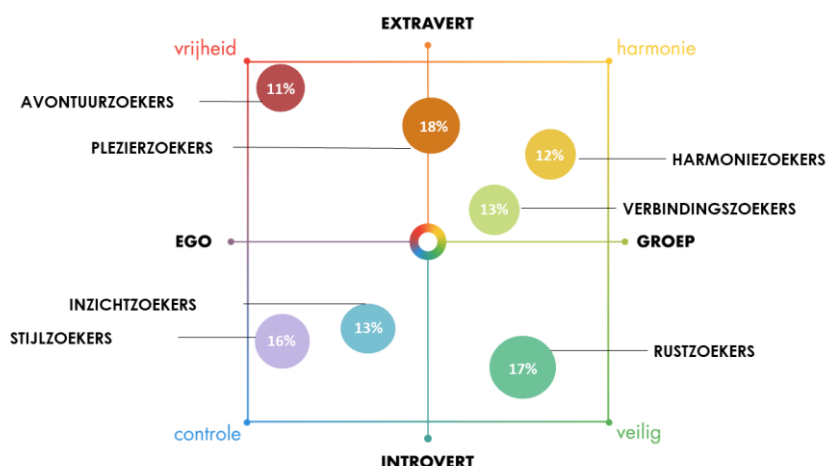 EXTRAVERT
vrijheid
harmonie
11%
AVONTUURZOEKERS
18%
PLEZIERZOEKERS
12%
HARMONIEZOEKERS
13%
VERBINDINGSZOEKERS
EGO
GROEP
INZICHTZOEKERS
13%
STIJLZOEKERS
16%
RUSTZOEKERS
17%
controle
veilig
INTROVERT